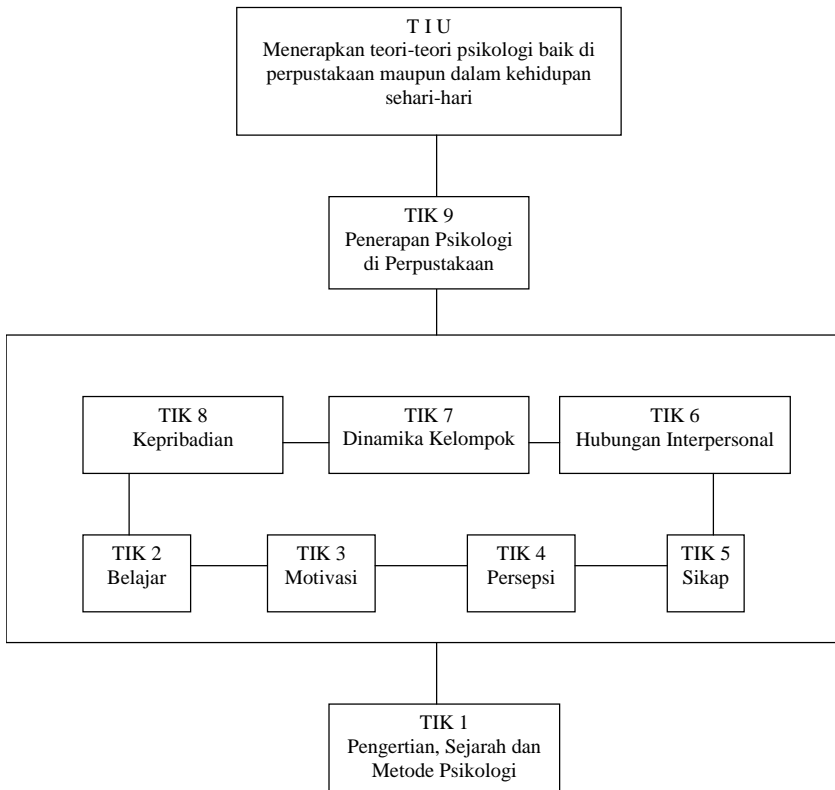 T I U
Menerapkan teori-teori psikologi baik di
perpustakaan maupun dalam kehidupan
sehari-hari
TIK 9
Penerapan Psikologi
di Perpustakaan
TIK 8
Kepribadian
TIK 7
Dinamika Kelompok
TIK 6
Hubungan Interpersonal
TIK 2
Belajar
TIK 3
Motivasi
TIK 4
Persepsi
TIK 5
Sikap
TIK 1
Pengertian, Sejarah dan
Metode Psikologi